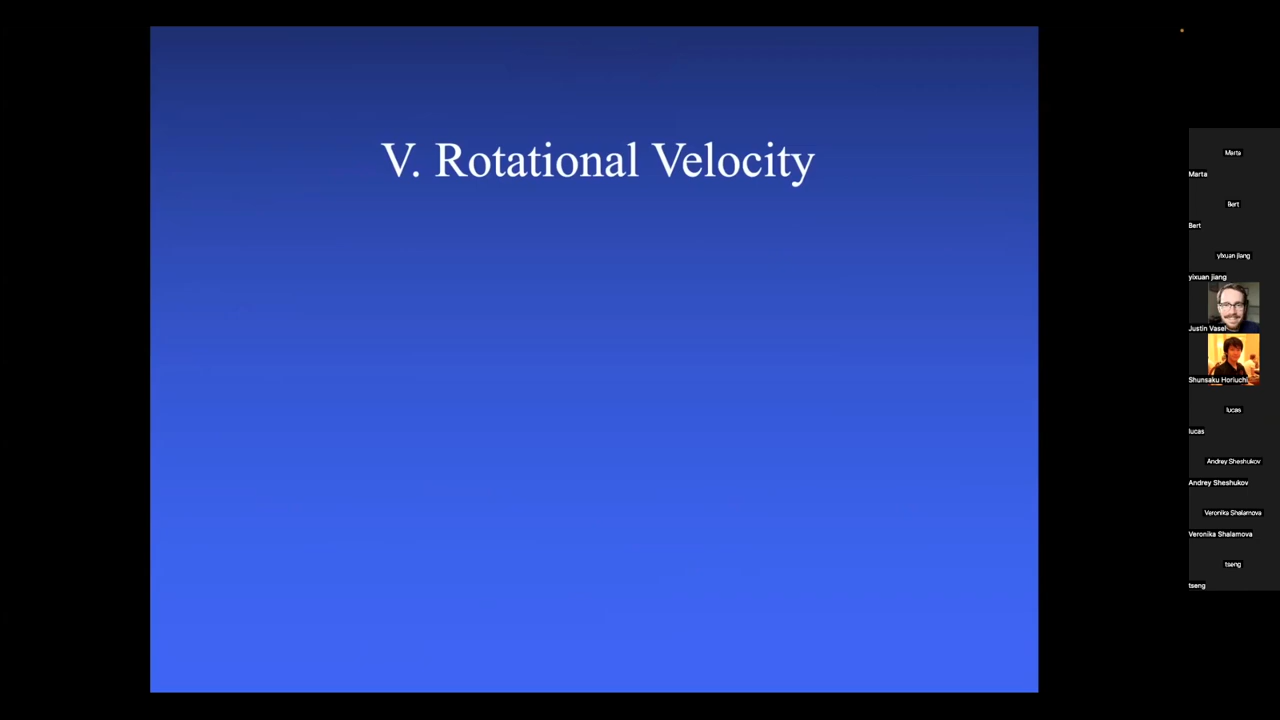 V. Rotational Velocity
Marta
Marta
Bert
Bert
yixuan jiang
yixuan jiang
Justin Vasel
Shunsaku Horiuchi
lucas
lucas
Andrey Sheshukov
Andrey Sheshukov
Veronika Shalamova
Veronika Shalamova
tseng
tseng